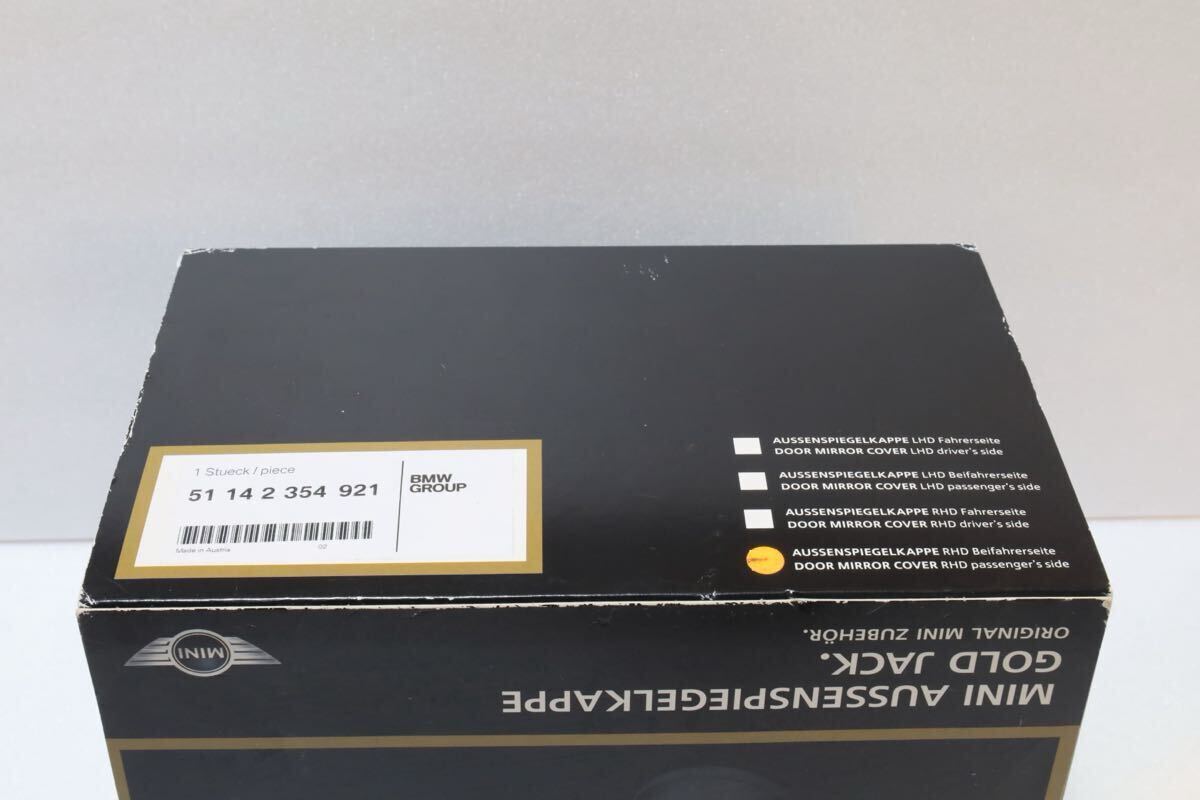 1 Stueck / piece
51 14 2 354 921
BMW
GROUP
Made in Austria
02
AUSSENSPIEGELKAPPE LHD Fahrerseite
DOOR MIRROR COVER LHD driver's side
AUSSENSPIEGELKAPPE LHD Beifahrerseite
DOOR MIRROR COVER LHD passenger's side
AUSSENSPIEGELKAPPE RHD Fahrerseite
DOOR MIRROR COVER RHD driver's side
AUSSENSPIEGELKAPPE RHD Beifahrerseite
DOOR MIRROR COVER RHD passenger's side
MINI
MINI AUSSENSPIEGELKAPPE
GOLD JACK.
ORIGINAL MINI ZUBEHÖR.